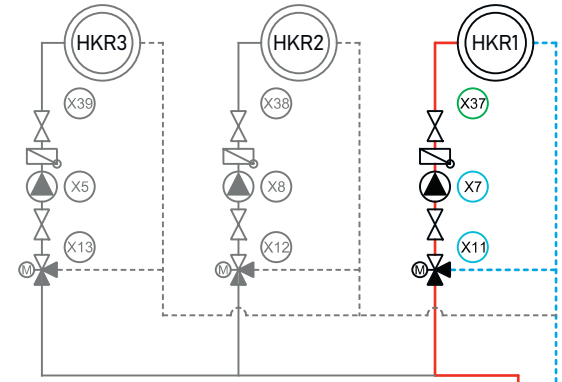 HKR3 HKR2 HKR1
X39 X38 X37
X5 X8 X7
X13 X12 X11
M M M